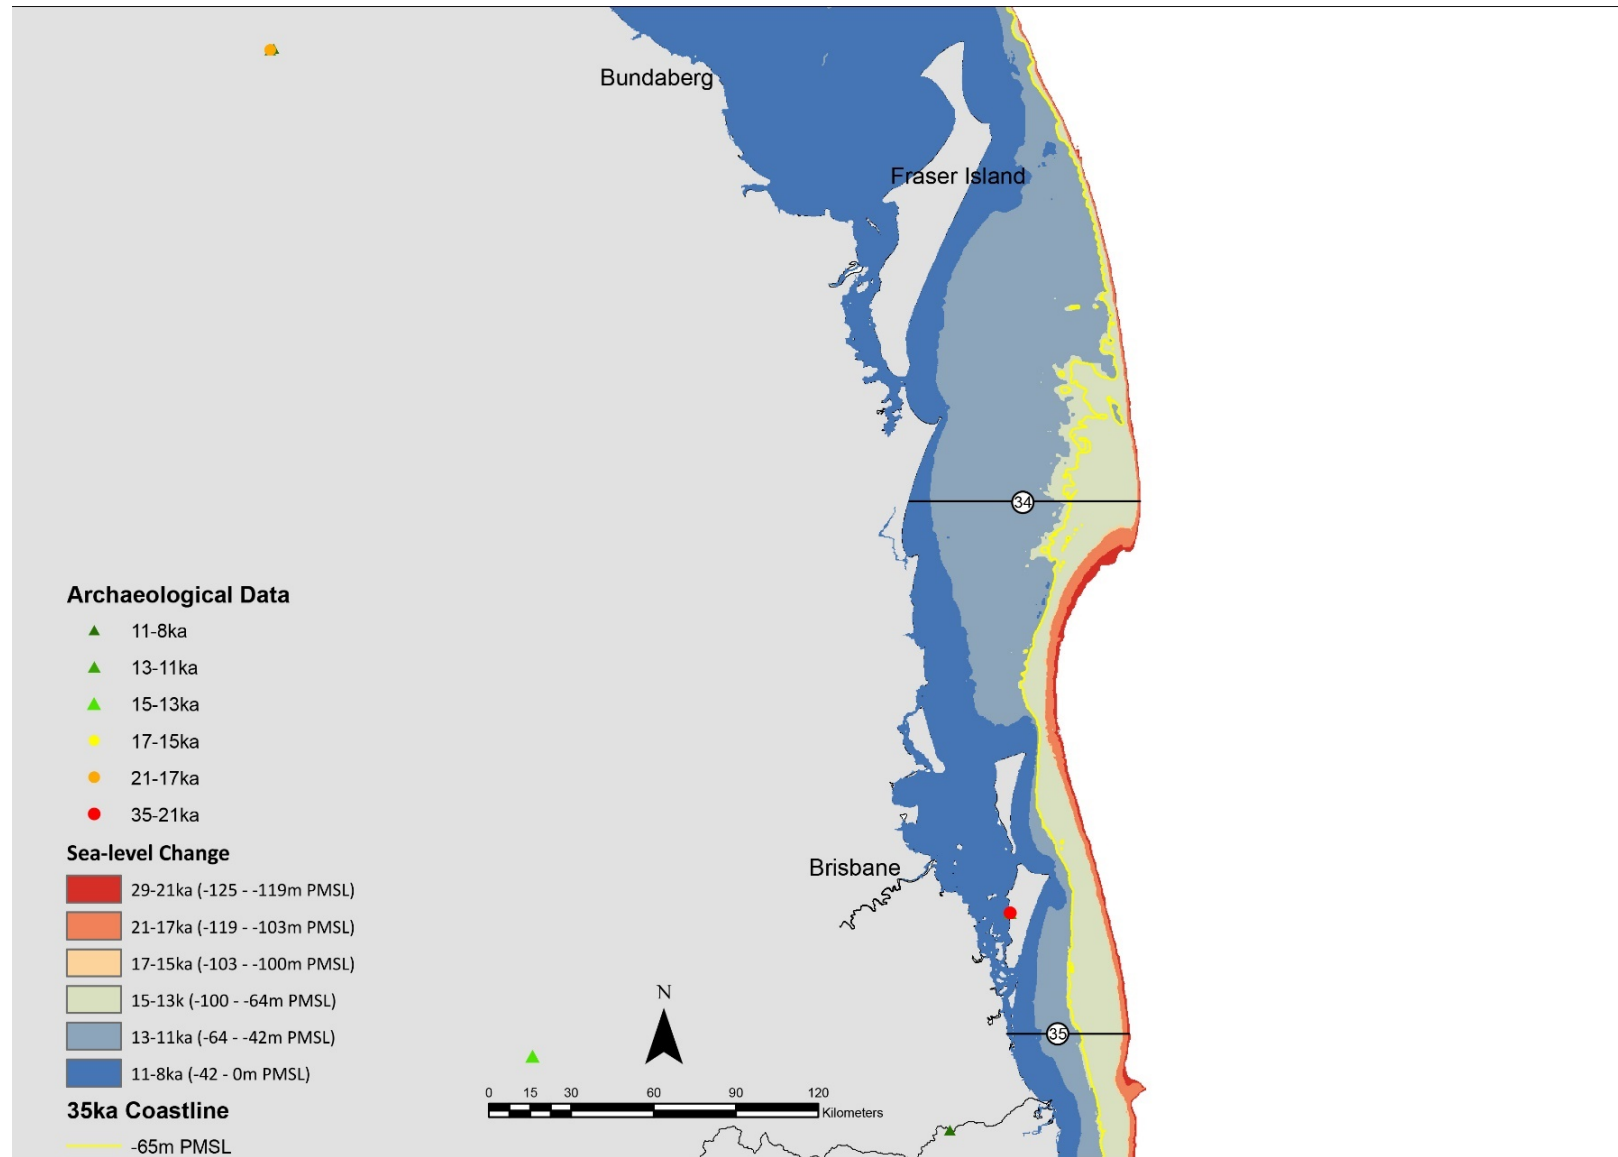 Bundaberg
Fraser Island
34
Archaeological Data
11-8ka
13-11ka
15-13ka
17-15ka
21-17ka
35-21ka
Sea-level Change
29-21ka (-125 - -119m PMSL)
21-17ka (-119 - -103m PMSL)
17-15ka (-103 - -100m PMSL)
15-13k (-100 - -64m PMSL)
13-11ka (-64 - -42m PMSL)
11-8ka (-42 - 0m PMSL)
35ka Coastline
-65m PMSL
Brisbane
N
0 15 30 60 90 120
Kilometers
35